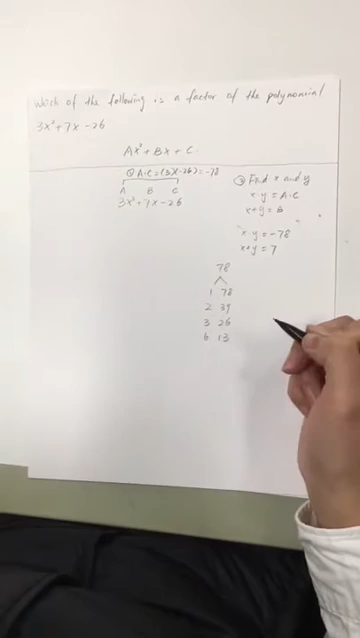 Which of the following is a factor of the polynomial
3x²+7x-26
Ax²+Bx+C.
① A·C=(3)(-26)=-78
A B C
3x²+7x-26
② Find x and y
x·y=A·C
x+y=B
x·y=-78
x+y=7
78
1 78
2 39
3 26
6 13